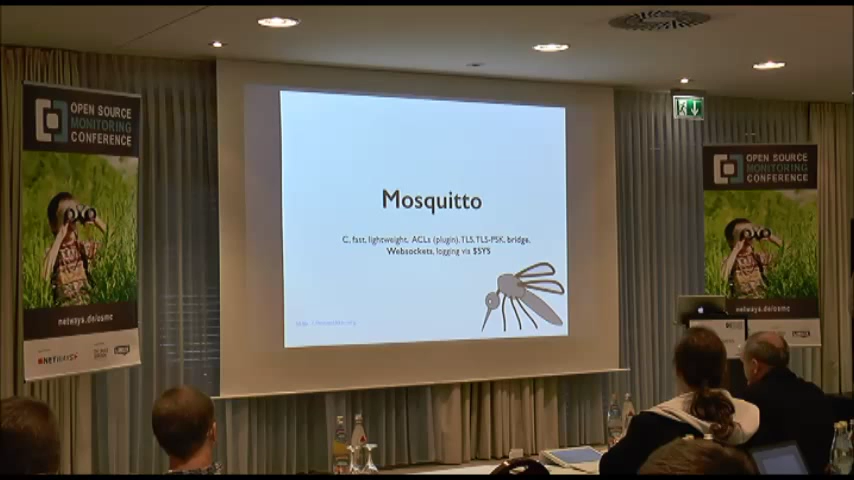 OPEN SOURCE
MONITORING
CONFERENCE
netways.de/osmc
NETWAYS
Mosquitto
C, fast, lightweight, ACLs (plugin), TLS, TLS-PSK, bridge,
Websockets, logging via $SYS
OPEN SOURCE
MONITORING
CONFERENCE
netways.de/osmc